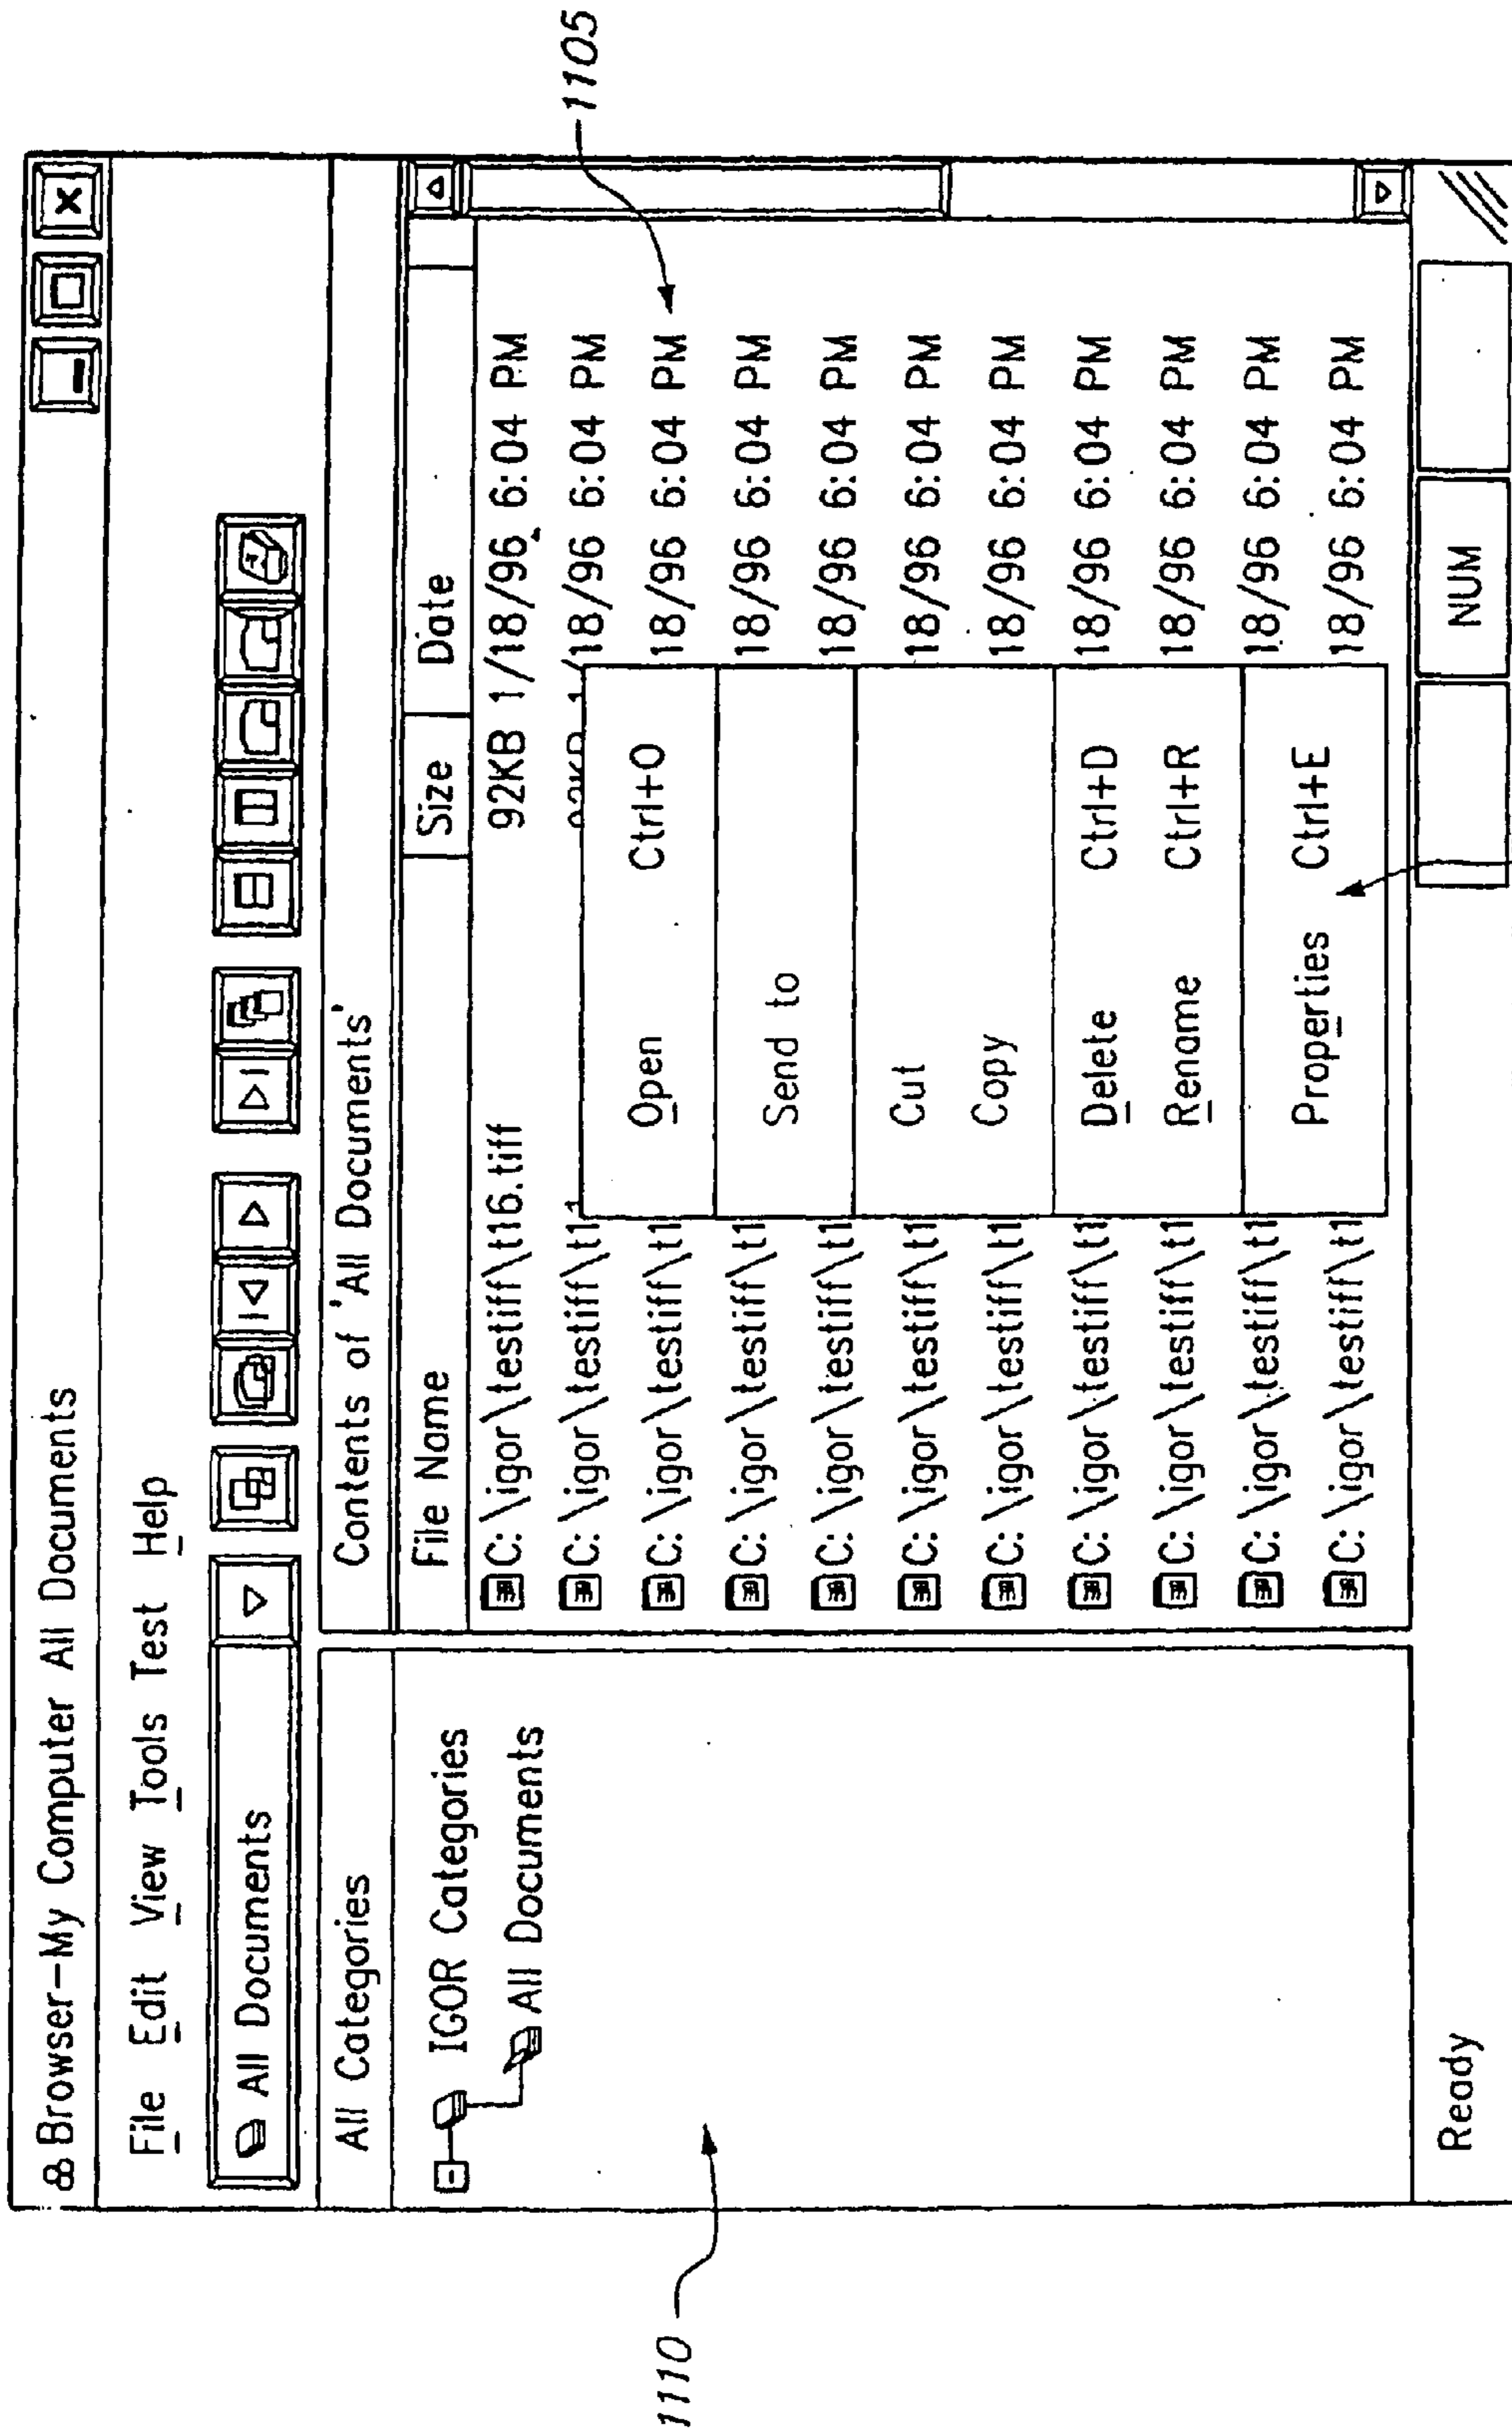 Browser-My Computer All Documents
File Edit View Tools Test Help
All Documents
All Categories
Contents of 'All Documents'
IGOR Categories
All Documents
File Name Size Date
C:\igor\testiff\t16.tiff 92KB 1/18/96 6:04 PM
C:\igor\testiff\t1 92KB 1/18/96 6:04 PM
C:\igor\testiff\t1 18/96 6:04 PM
C:\igor\testiff\t1 18/96 6:04 PM
C:\igor\testiff\t1 18/96 6:04 PM
C:\igor\testiff\t1 18/96 6:04 PM
C:\igor\testiff\t1 18/96 6:04 PM
C:\igor\testiff\t1 18/96 6:04 PM
C:\igor\testiff\t1 18/96 6:04 PM
C:\igor\testiff\t1 18/96 6:04 PM
C:\igor\testiff\t1 18/96 6:04 PM
Open Ctrl+O
Send to
Cut
Copy
Delete Ctrl+D
Rename Ctrl+R
Properties Ctrl+E
Ready
NUM
1105
1110